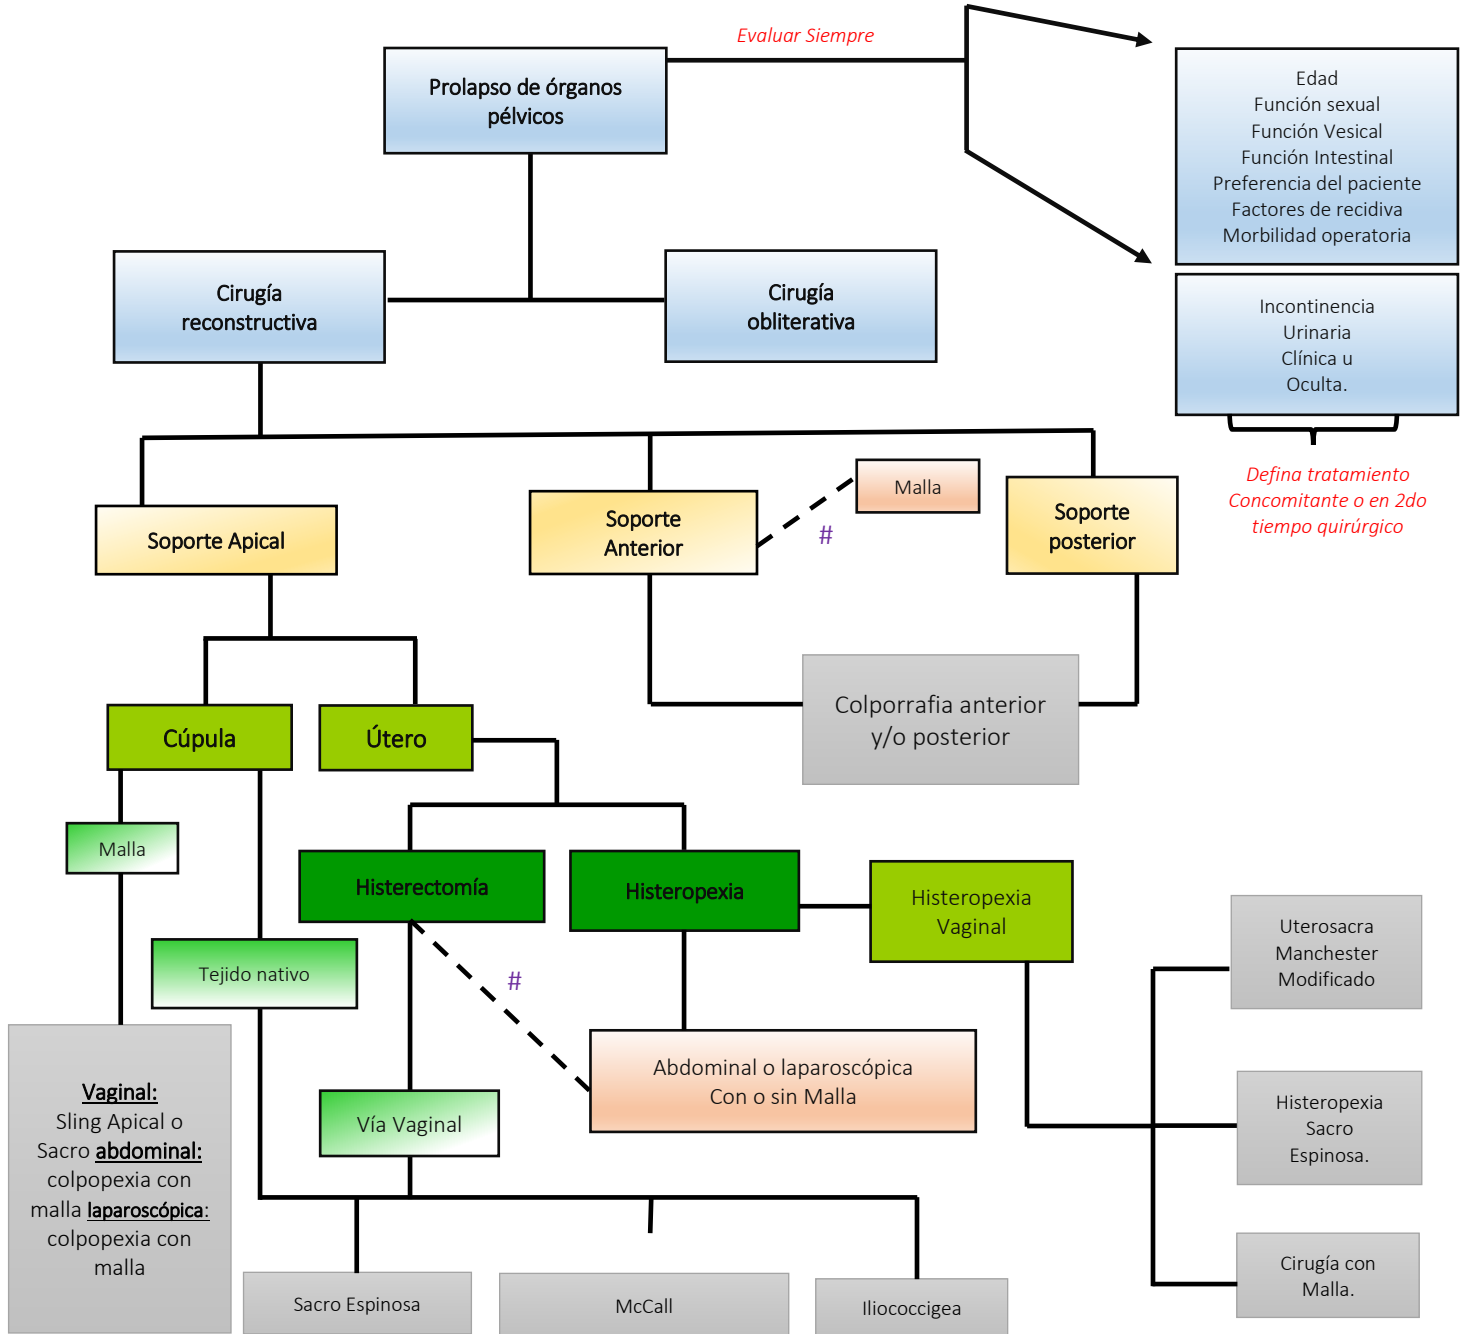 Evaluar Siempre
Prolapso de órganos
pélvicos
Edad
Función sexual
Función Vesical
Función Intestinal
Preferencia del paciente
Factores de recidiva
Morbilidad operatoria
Cirugía
reconstructiva
Cirugía
obliterativa
Incontinencia
Urinaria
Clínica u
Oculta.
Defina tratamiento
Concomitante o en 2do
tiempo quirúrgico
Soporte Apical
Soporte
Anterior
#
Malla
Soporte
posterior
Colporrafia anterior
y/o posterior
Cúpula
Útero
Malla
Histerectomía
Histeropexia
Histeropexia
Vaginal
Tejido nativo
#
Uterosacra
Manchester
Modificado
Abdominal o laparoscópica
Con o sin Malla
Vía Vaginal
Histeropexia
Sacro
Espinosa.
Vaginal:
Sling Apical o
Sacro abdominal:
colpopexia con
malla laparoscópica:
colpopexia con
malla
Sacro Espinosa
McCall
Iliococcigea
Cirugía con
Malla.